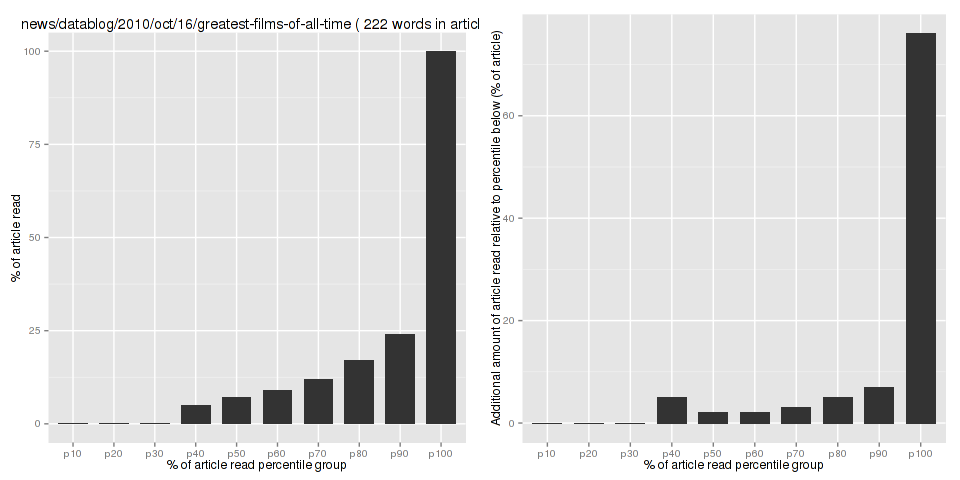 news/datablog/2010/oct/16/greatest-films-of-all-time ( 222 words in articl
% of article read
100
75
50
25
0
p10 p20 p30 p40 p50 p60 p70 p80 p90 p100
% of article read percentile group
Additional amount of article read relative to percentile below (% of article)
60
40
20
0
p10 p20 p30 p40 p50 p60 p70 p80 p90 p100
% of article read percentile group